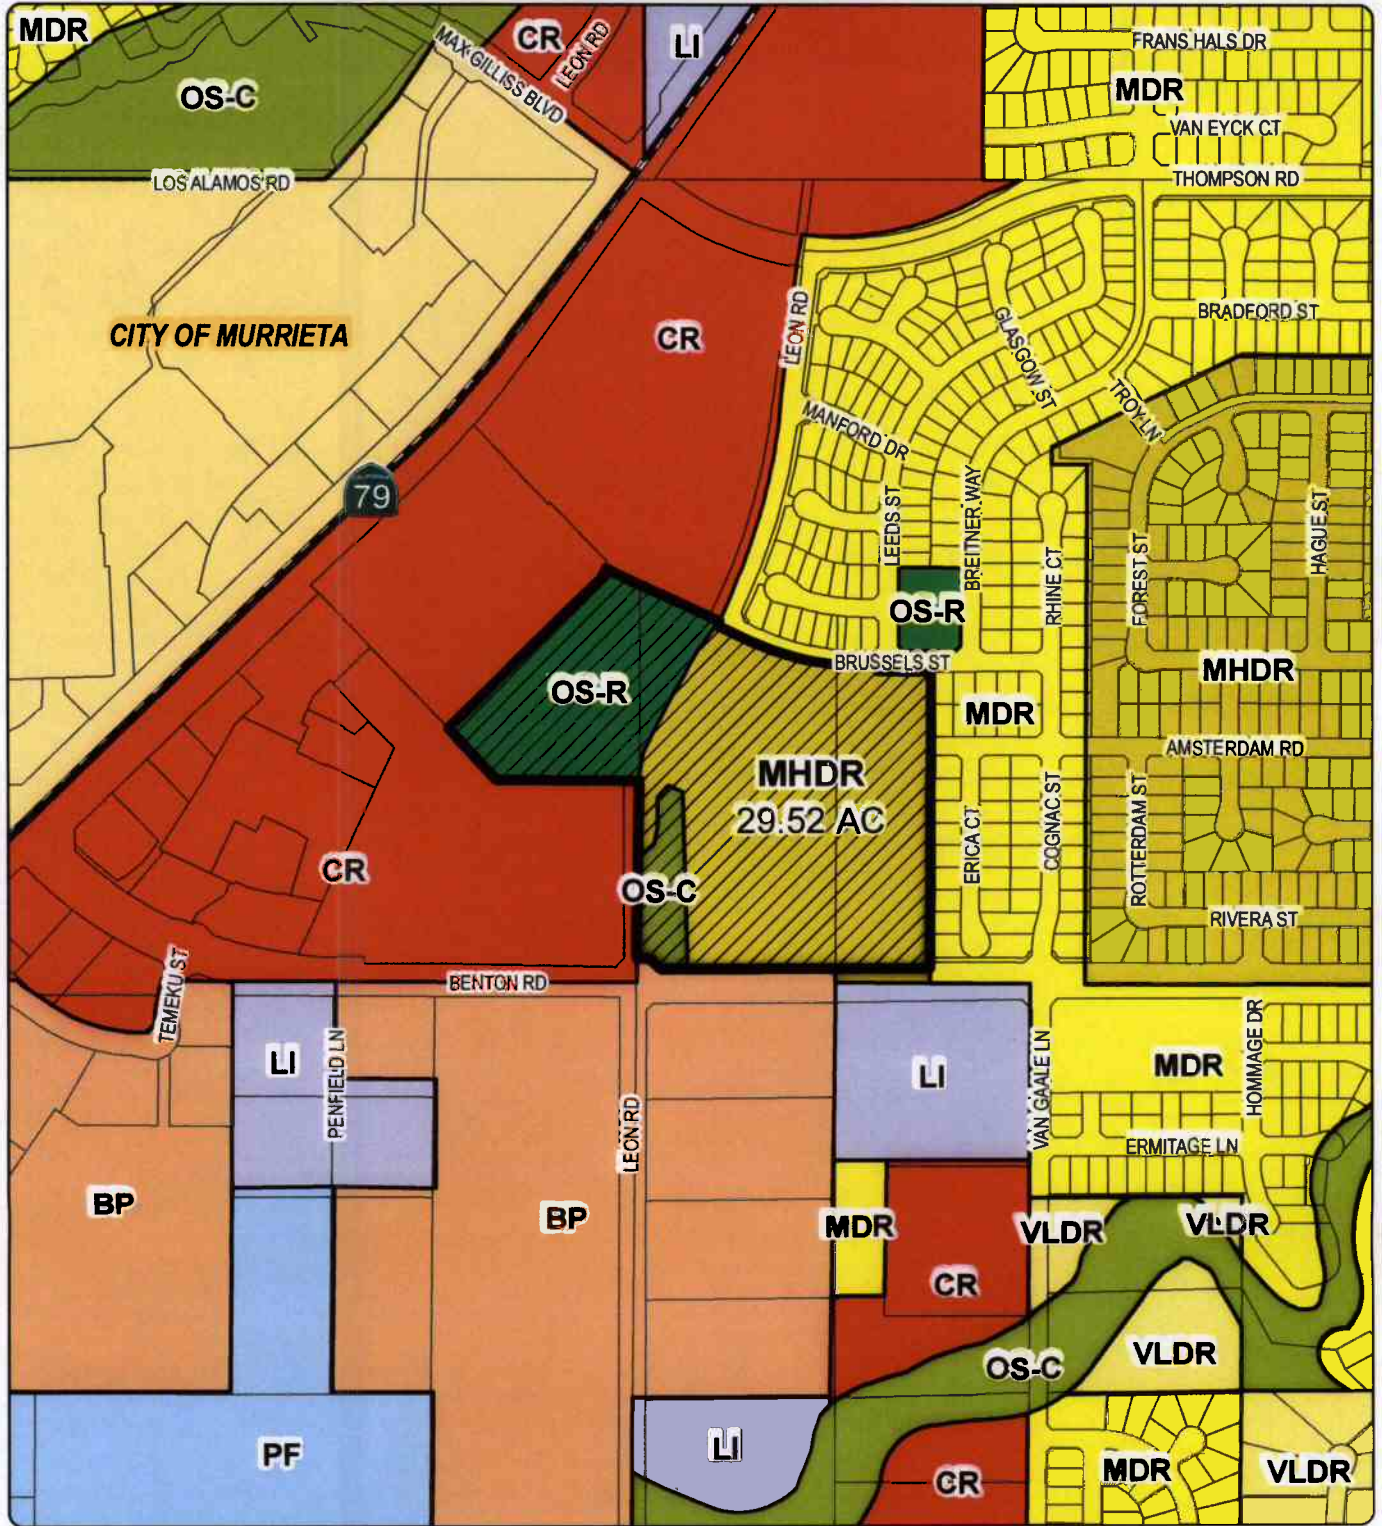 MDR
CR
LEON RD
LI
FRANS HALS DR
MAX GILLISS BLVD
OS-C
MDR
VAN EYCK CT
LOS ALAMOS RD
THOMPSON RD
CITY OF MURRIETA
CR
LEON RD
GLASGOW ST
BRADFORD ST
MANFORD DR
TROY LN
79
LEEDS ST
BREITNER WAY
RHINE CT
FOREST ST
HAGUE ST
OS-R
BRUSSELS ST
OS-R
MHDR
MDR
AMSTERDAM RD
MHDR
29.52 AC
ERICA CT
COGNAC ST
ROTTERDAM ST
CR
OS-C
RIVERA ST
TEMEKU ST
BENTON RD
LI
PENFIELD LN
LEON RD
LI
VAN GAALE LN
MDR
HOMMAGE DR
ERMITAGE LN
BP
BP
MDR
VLDR
VLDR
CR
OS-C
VLDR
PF
LI
CR
MDR
VLDR